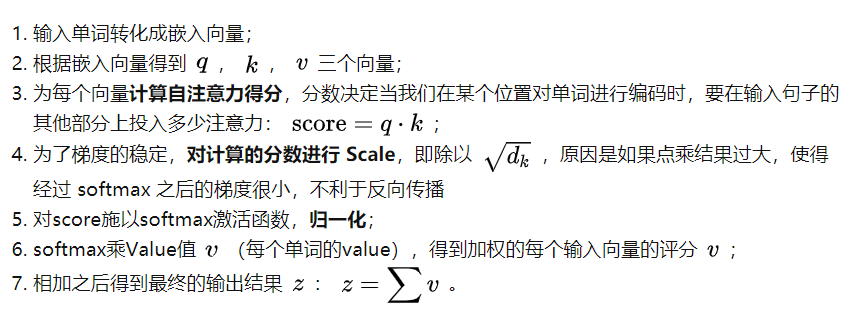 1. 输入单词转化成嵌入向量；
2. 根据嵌入向量得到 q ， k ， v 三个向量；
3. 为每个向量计算自注意力得分，分数决定当我们在某个位置对单词进行编码时，要在输入句子的
其他部分上投入多少注意力： score = q · k ；
4. 为了梯度的稳定，对计算的分数进行 Scale，即除以 √d_k ，原因是如果点乘结果过大，使得
经过 softmax 之后的梯度很小，不利于反向传播
5. 对score施以softmax激活函数，归一化；
6. softmax乘Value值 v （每个单词的value），得到加权的每个输入向量的评分 v ；
7. 相加之后得到最终的输出结果 z ： z = ∑ v 。